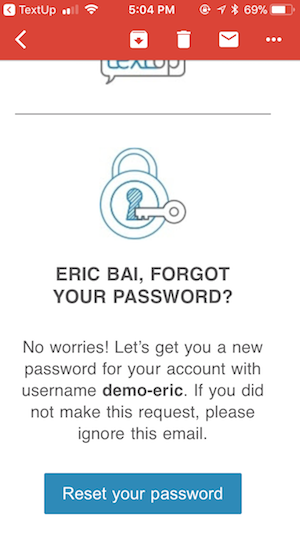 TextUp
5:04 PM
69%
textup
ERIC BAI, FORGOT
YOUR PASSWORD?
No worries! Let's get you a new
password for your account with
username demo-eric. If you did
not make this request, please
ignore this email.
Reset your password